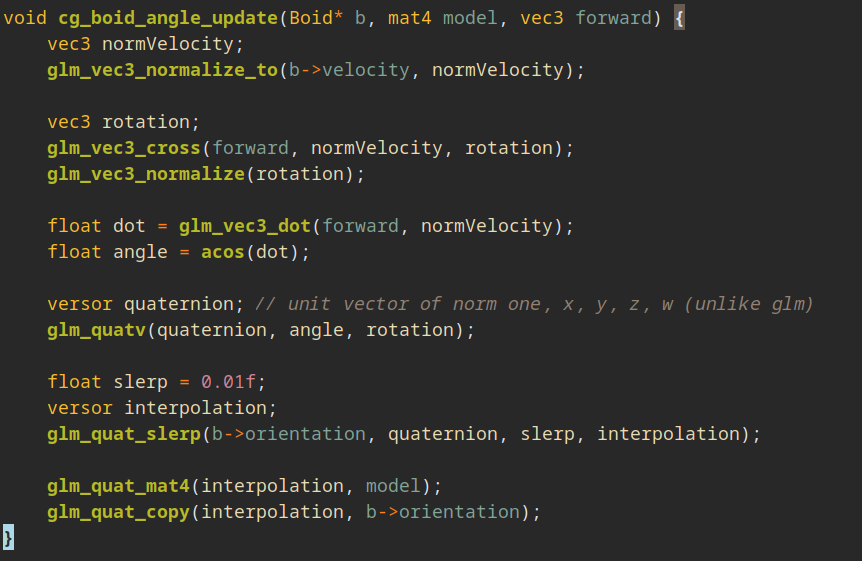 void cg_boid_angle_update(Boid* b, mat4 model, vec3 forward) {
    vec3 normVelocity;
    glm_vec3_normalize_to(b->velocity, normVelocity);

    vec3 rotation;
    glm_vec3_cross(forward, normVelocity, rotation);
    glm_vec3_normalize(rotation);

    float dot = glm_vec3_dot(forward, normVelocity);
    float angle = acos(dot);

    versor quaternion; // unit vector of norm one, x, y, z, w (unlike glm)
    glm_quatv(quaternion, angle, rotation);

    float slerp = 0.01f;
    versor interpolation;
    glm_quat_slerp(b->orientation, quaternion, slerp, interpolation);

    glm_quat_mat4(interpolation, model);
    glm_quat_copy(interpolation, b->orientation);
}